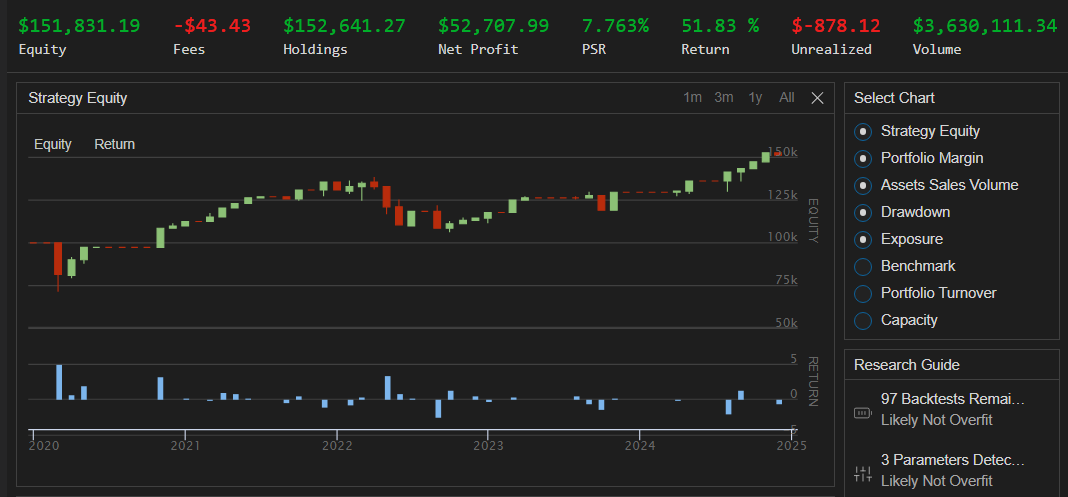 $151,831.19 -$43.43 $152,641.27 $52,707.99 7.763% 51.83 % $-878.12 $3,630,111.34
Equity Fees Holdings Net Profit PSR Return Unrealized Volume
Strategy Equity 1m 3m 1y All
Equity Return
150k
125k
100k
75k
50k
EQUITY
5
0
5
RETURN
2020 2021 2022 2023 2024 2025
Select Chart
Strategy Equity
Portfolio Margin
Assets Sales Volume
Drawdown
Exposure
Benchmark
Portfolio Turnover
Capacity
Research Guide
97 Backtests Remai...
Likely Not Overfit
3 Parameters Detec...
Likely Not Overfit